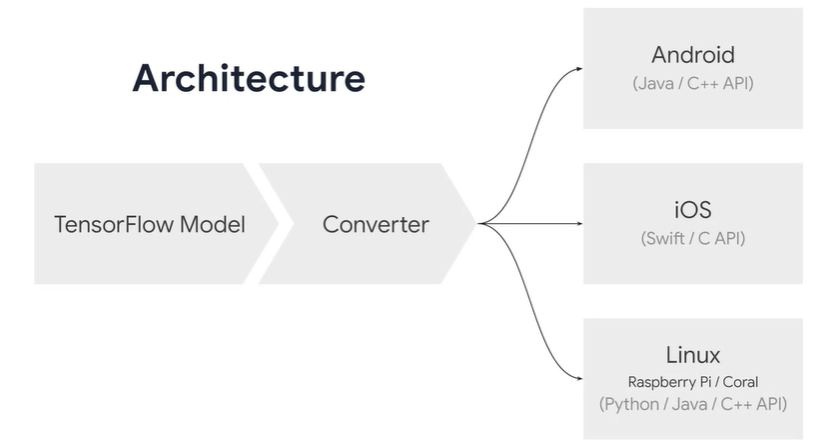 Architecture
TensorFlow Model
Converter
Android
(Java / C++ API)
iOS
(Swift / C API)
Linux
Raspberry Pi / Coral
(Python / Java / C++ API)